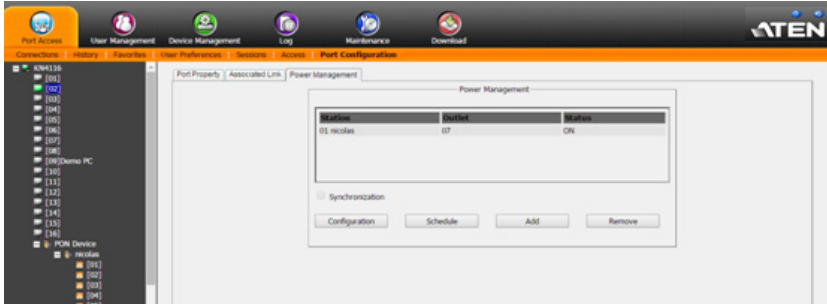 Port Access User Management Device Management Log Maintenance Download
ATEN
Connections History Favorites User Preferences Sessions Access Port Configuration
KN4116
[01]
[02]
[03]
[04]
[05]
[06]
[07]
[08]
[09]Demo PC
[10]
[11]
[12]
[13]
[14]
[15]
[16]
PON Device
nicolas
[01]
[02]
[03]
[04]
Port Property Associated Link Power Management
Power Management
Station Outlet Status
01 nicolas 07 ON
Synchronization
Configuration Schedule Add Remove